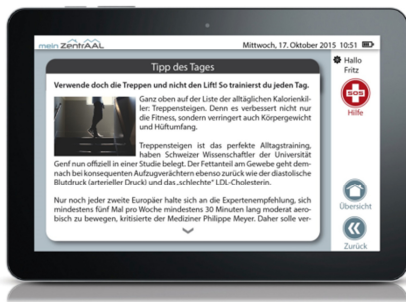 mein ZentrAAL
Mittwoch, 17. Oktober 2015 10:51
Tipp des Tages
Verwende doch die Treppen und nicht den Lift! So trainierst du jeden Tag.
Ganz oben auf der Liste der alltäglichen Kalorienkil-
ler: Treppensteigen. Denn es verbessert nicht nur
die Fitness, sondern verringert auch Körpergewicht
und Hüftumfang.
Treppensteigen ist das perfekte Alltagstraining,
haben Schweizer Wissenschaftler der Universität
Genf nun offiziell in einer Studie belegt. Der Fettanteil am Gewebe geht dem-
nach bei konsequenten Aufzugverächtern ebenso zurück wie der diastolische
Blutdruck (arterieller Druck) und das „schlechte“ LDL-Cholesterin.
Nur noch jeder zweite Europäer halte sich an die Expertenempfehlung, sich
mindestens fünf Mal pro Woche mindestens 30 Minuten lang moderat aero-
bisch zu bewegen, kritisierte der Mediziner Philippe Meyer. Daher solle ver-
Hallo
Fritz
SOS
Hilfe
Übersicht
Zurück